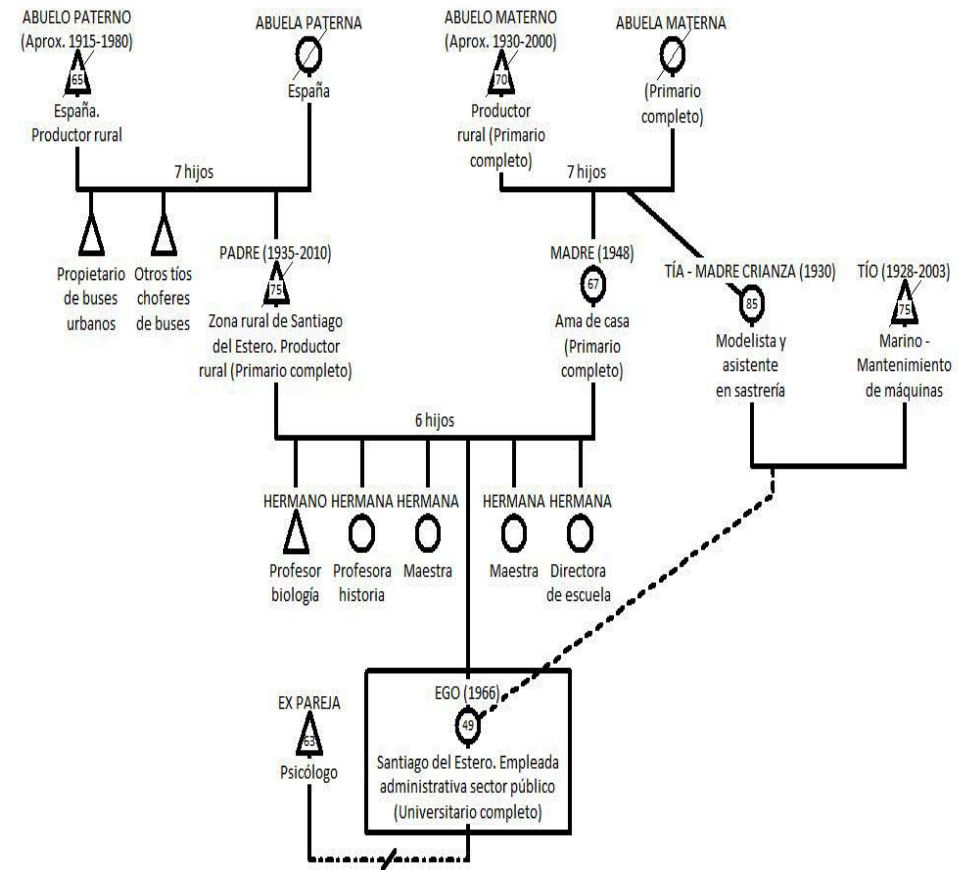 ABUELO PATERNO
(Aprox. 1915-1980)
65
España.
Productor rural
ABUELA PATERNA
España
ABUELO MATERNO
(Aprox. 1930-2000)
70
Productor
rural (Primario
completo)
ABUELA MATERNA
(Primario
completo)
7 hijos
7 hijos
Propietario
de buses
urbanos
Otros tíos
choferes
de buses
PADRE (1935-2010)
75
Zona rural de Santiago
del Estero. Productor
rural (Primario completo)
MADRE (1948)
67
Ama de casa
(Primario
completo)
TÍA - MADRE CRIANZA (1930)
85
Modelista y
asistente
en sastrería
TÍO (1928-2003)
75
Marino -
Mantenimiento
de máquinas
6 hijos
HERMANO
Profesor
biología
HERMANA
Profesora
historia
HERMANA
Maestra
HERMANA
Maestra
HERMANA
Directora
de escuela
EX PAREJA
63
Psicólogo
EGO (1966)
49
Santiago del Estero. Empleada
administrativa sector público
(Universitario completo)